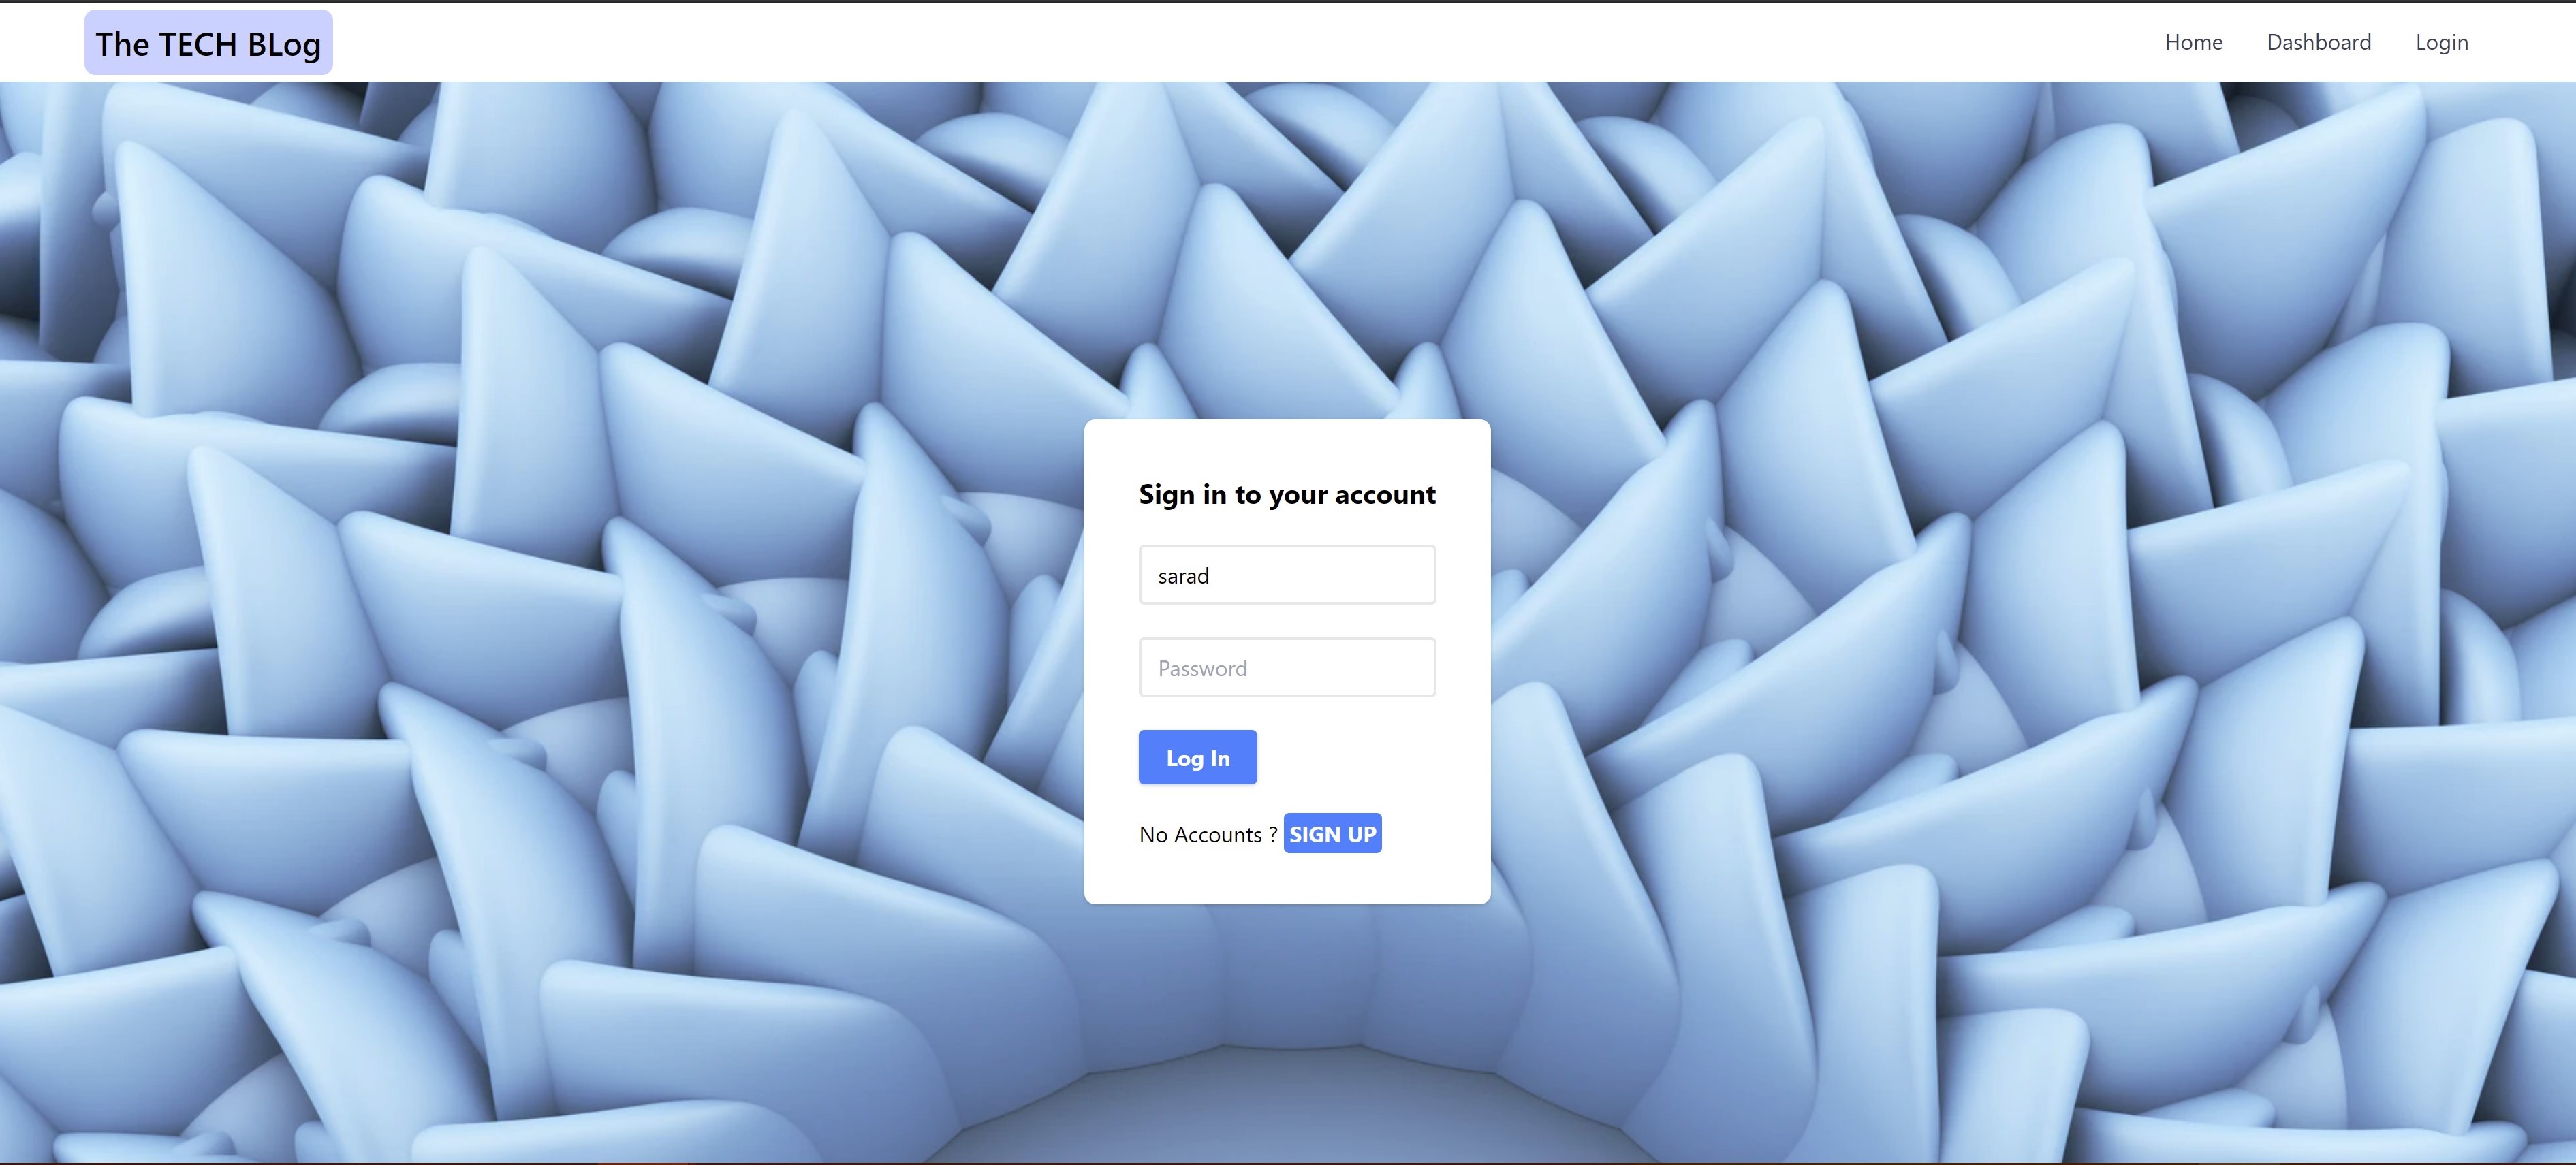 The TECH BLog
Home Dashboard Login
Sign in to your account
sarad
Password
Log In
No Accounts ? SIGN UP